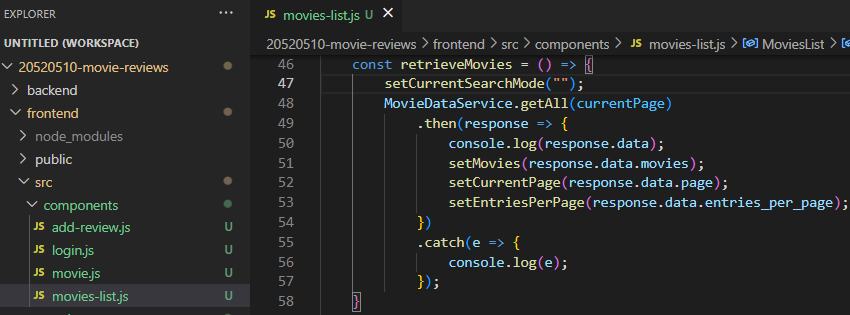 EXPLORER
UNTITLED (WORKSPACE)
20520510-movie-reviews
backend
frontend
node_modules
public
src
components
JS add-review.js U
JS login.js U
JS movie.js U
JS movies-list.js U
JS movies-list.js U
20520510-movie-reviews > frontend > src > components > JS movies-list.js > MoviesList >
46 const retrieveMovies = () => {
47 setCurrentSearchMode("");
48 MovieDataService.getAll(currentPage)
49 .then(response => {
50 console.log(response.data);
51 setMovies(response.data.movies);
52 setCurrentPage(response.data.page);
53 setEntriesPerPage(response.data.entries_per_page);
54 })
55 .catch(e => {
56 console.log(e);
57 });
58 }